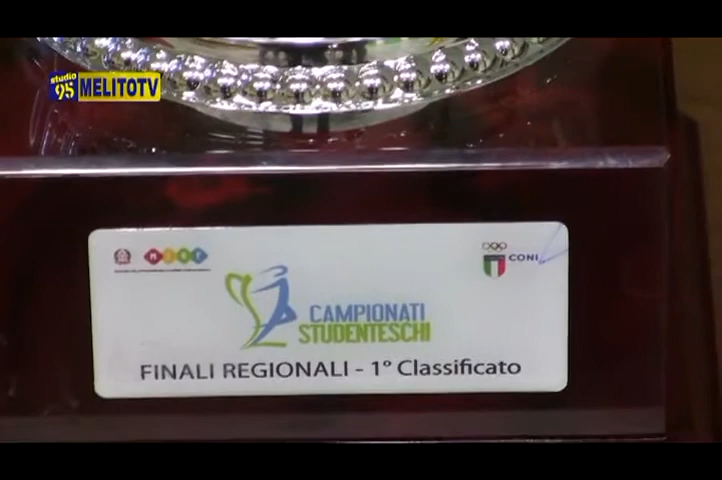 studio
95 MELITOTV
MIUR
CONI
CAMPIONATI
STUDENTESCHI
FINALI REGIONALI - 1° Classificato